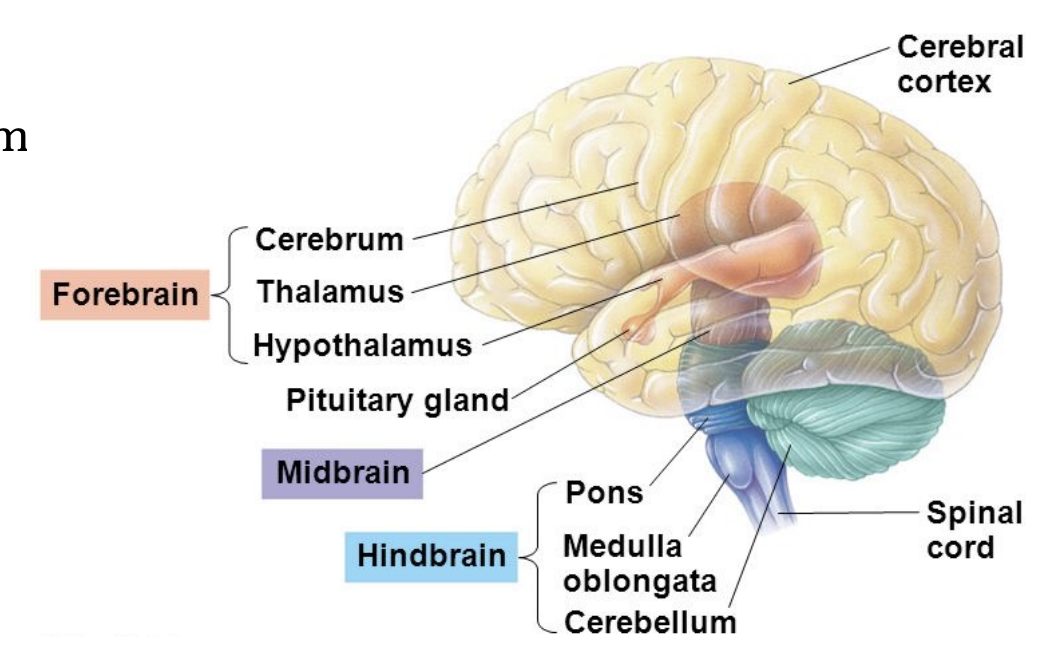 Cerebral
cortex
m
Cerebrum
Thalamus
Forebrain
Hypothalamus
Pituitary gland
Midbrain
Pons
Spinal
cord
Medulla
oblongata
Hindbrain
Cerebellum